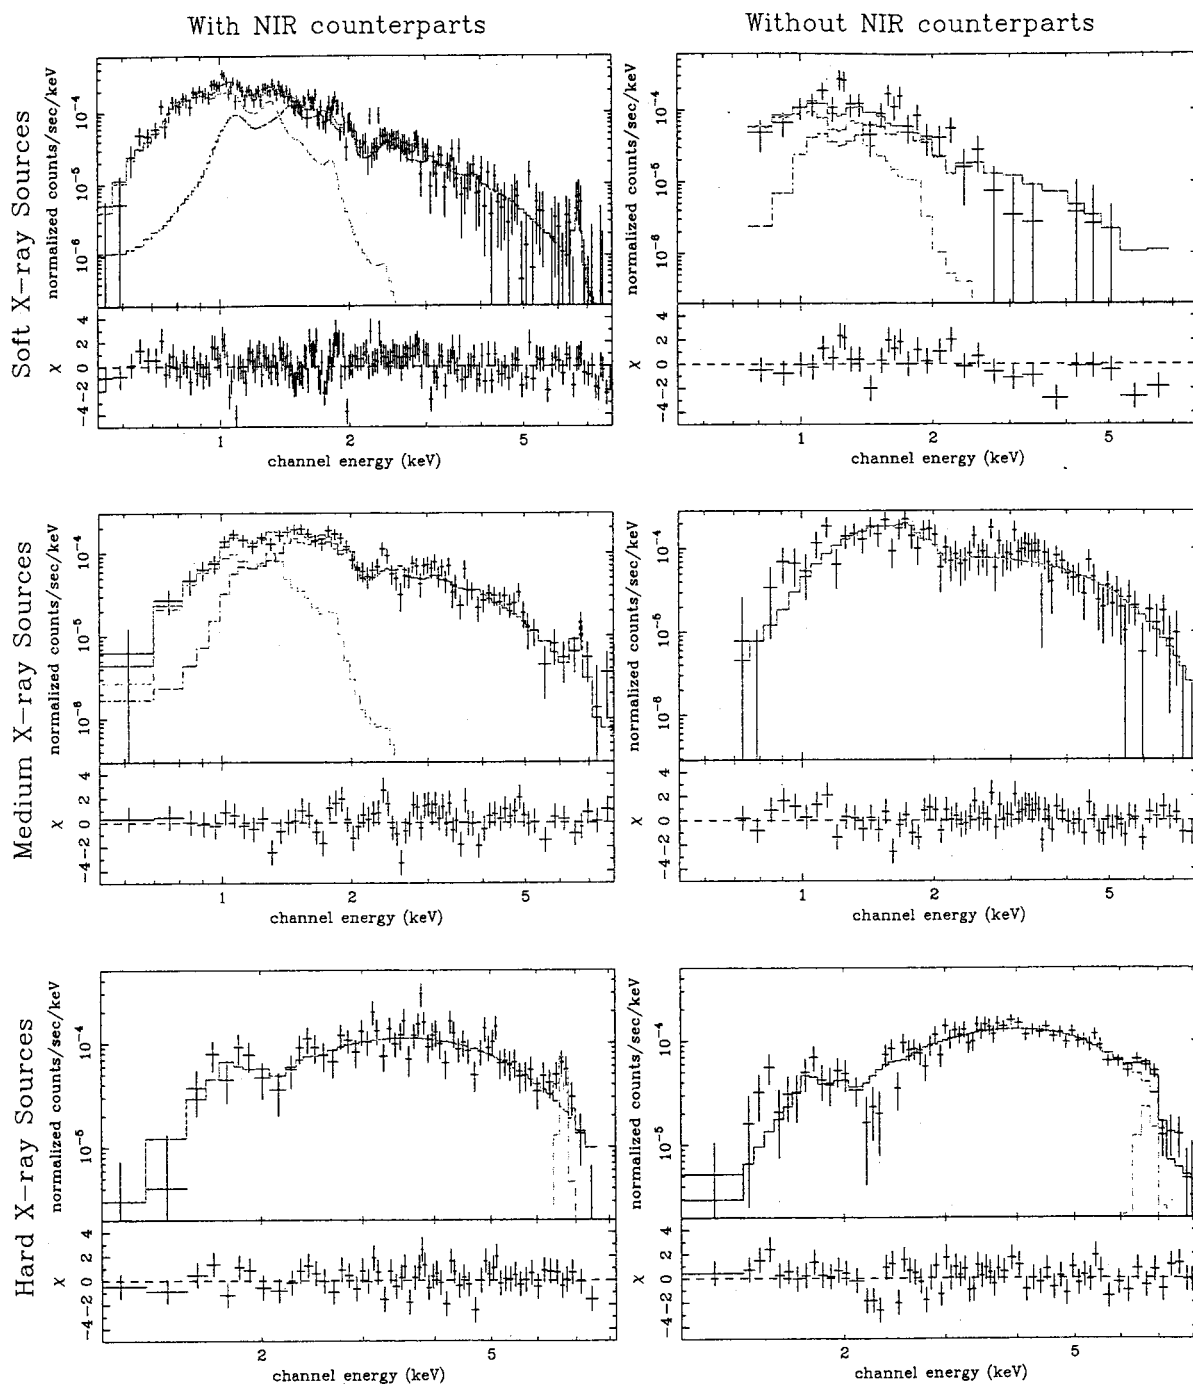 With NIR counterparts
Without NIR counterparts
Soft X-ray Sources
normalized counts/sec/keV
10⁻⁴
10⁻⁵
10⁻⁶
χ
4
2
0
-2
-4
1
2
5
channel energy (keV)
normalized counts/sec/keV
10⁻⁴
10⁻⁵
10⁻⁶
χ
4
2
0
-2
-4
1
2
5
channel energy (keV)
Medium X-ray Sources
normalized counts/sec/keV
10⁻⁴
10⁻⁵
10⁻⁶
χ
4
2
0
-2
-4
1
2
5
channel energy (keV)
normalized counts/sec/keV
10⁻⁴
10⁻⁵
10⁻⁶
χ
4
2
0
-2
-4
1
2
5
channel energy (keV)
Hard X-ray Sources
normalized counts/sec/keV
10⁻⁴
10⁻⁵
χ
4
2
0
-2
-4
2
5
channel energy (keV)
normalized counts/sec/keV
10⁻⁴
10⁻⁵
χ
4
2
0
-2
-4
2
5
channel energy (keV)